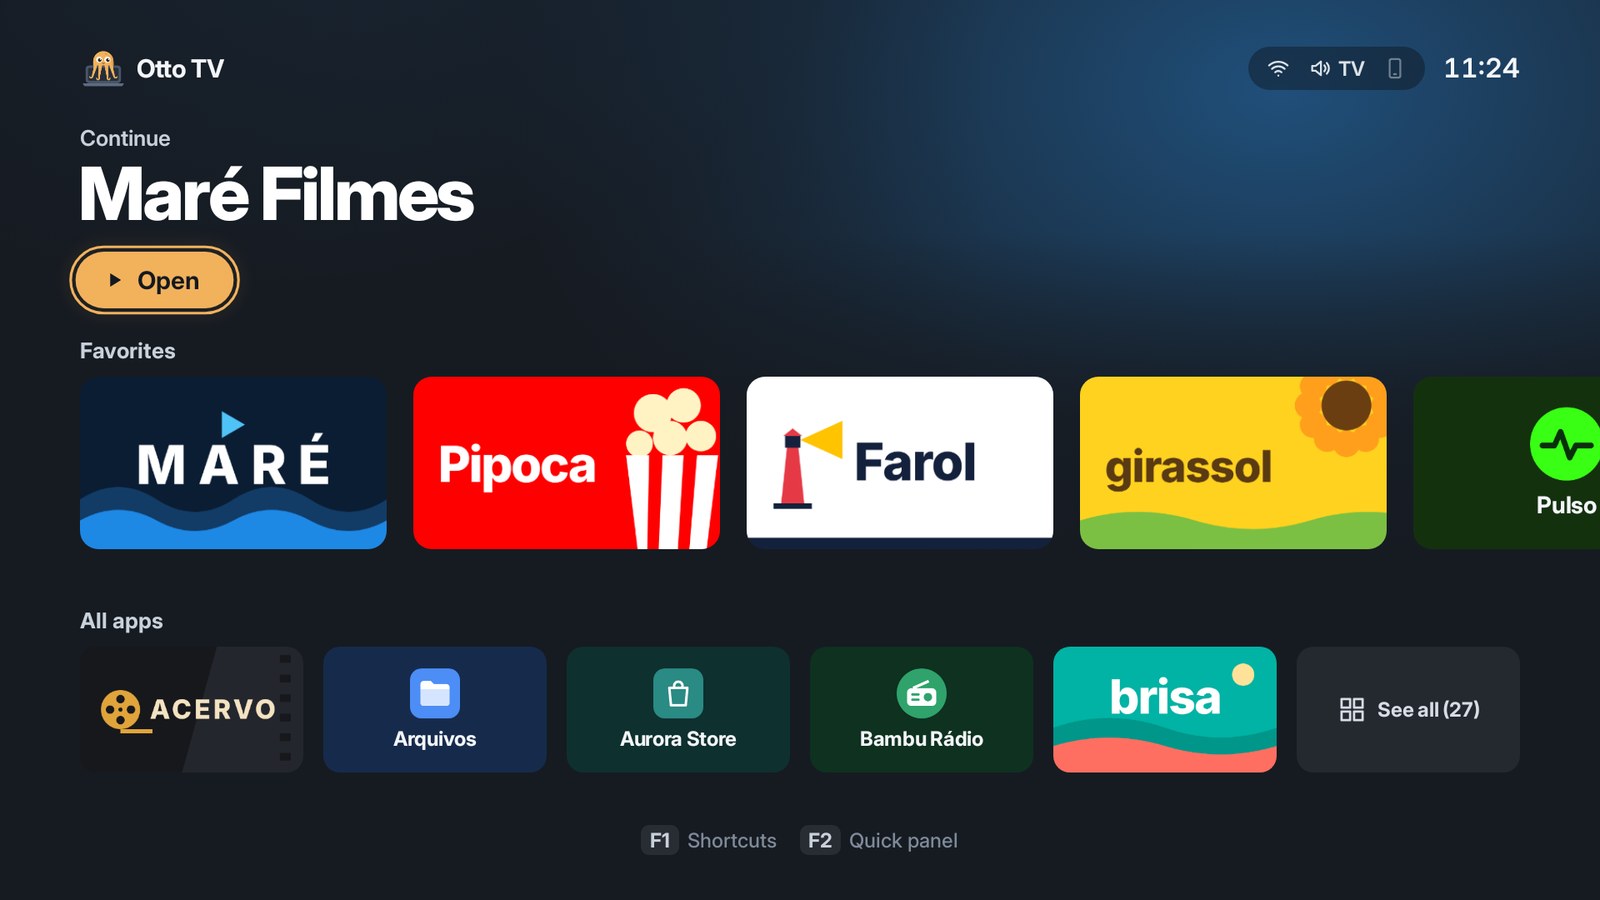 Otto TV
TV
11:24
Continue
Maré Filmes
Open
Favorites
MARÉ
Pipoca
Farol
girassol
Pulso
All apps
ACERVO
Arquivos
Aurora Store
Bambu Rádio
brisa
See all (27)
F1 Shortcuts F2 Quick panel